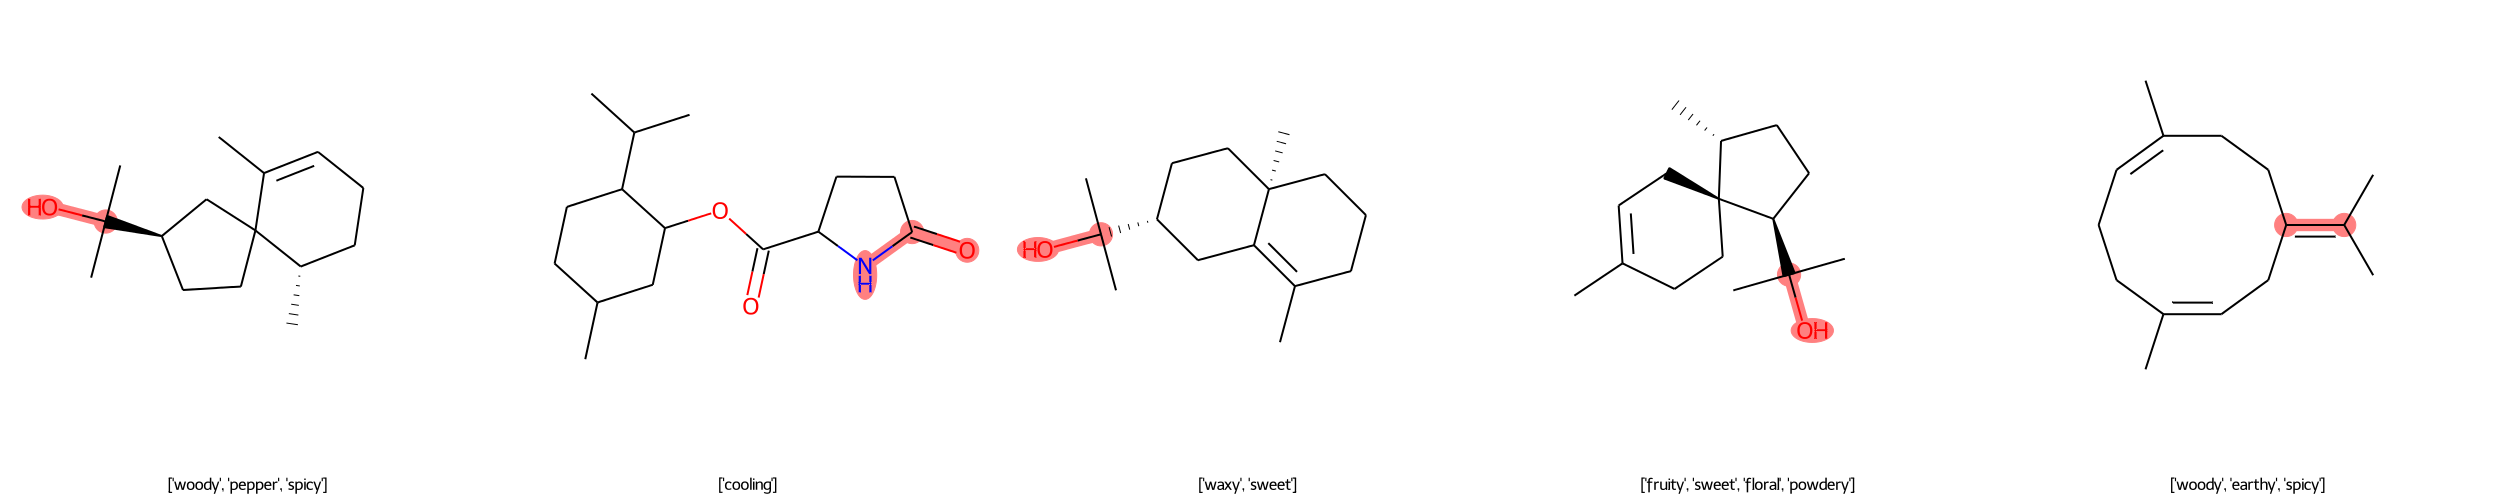 HO
O
O
N
H
O
HO
OH
['woody', 'pepper', 'spicy']
['cooling']
['waxy', 'sweet']
['fruity', 'sweet', 'floral', 'powdery']
['woody', 'earthy', 'spicy']